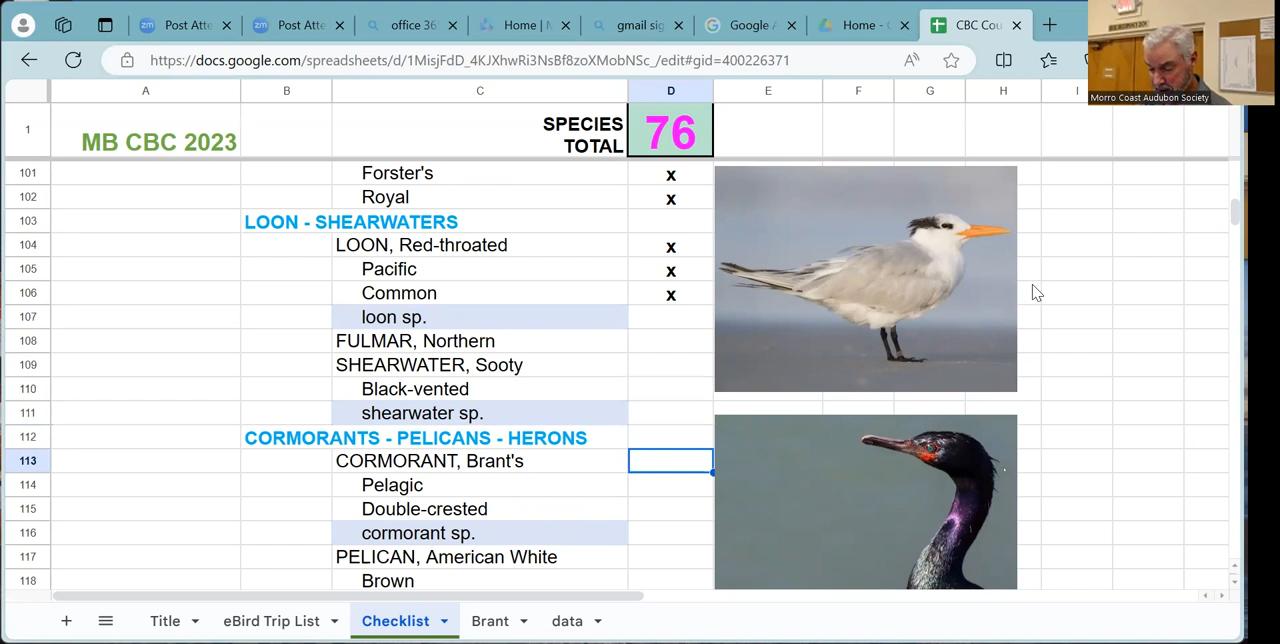 Post Atte
Post Atte
office 36
Home | N
gmail sig
Google A
Home - G
CBC Cou
https://docs.google.com/spreadsheets/d/1MisjFdD_4KJXhwRi3NsBf8zoXMobNSc_/edit#gid=400226371
Morro Coast Audubon Society
A B C D E F G H I
1 MB CBC 2023 SPECIES TOTAL 76
101 Forster's x
102 Royal x
103 LOON - SHEARWATERS
104 LOON, Red-throated x
105 Pacific x
106 Common x
107 loon sp.
108 FULMAR, Northern
109 SHEARWATER, Sooty
110 Black-vented
111 shearwater sp.
112 CORMORANTS - PELICANS - HERONS
113 CORMORANT, Brant's
114 Pelagic
115 Double-crested
116 cormorant sp.
117 PELICAN, American White
118 Brown
Title eBird Trip List Checklist Brant data